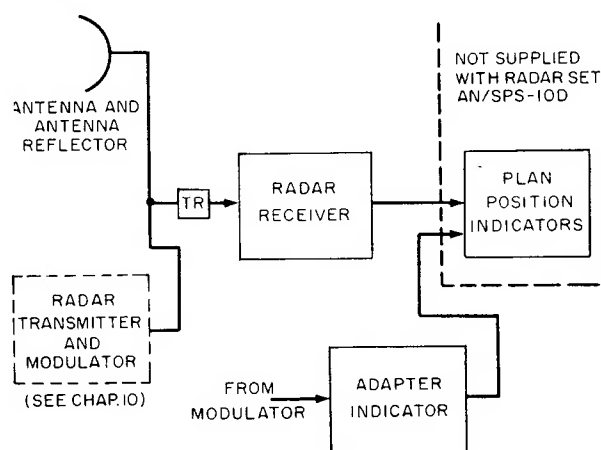 ANTENNA AND
ANTENNA
REFLECTOR
NOT SUPPLIED
WITH RADAR SET
AN/SPS-10D
TR
RADAR
RECEIVER
PLAN
POSITION
INDICATORS
RADAR
TRANSMITTER
AND
MODULATOR
(SEE CHAP.10)
FROM
MODULATOR
ADAPTER
INDICATOR